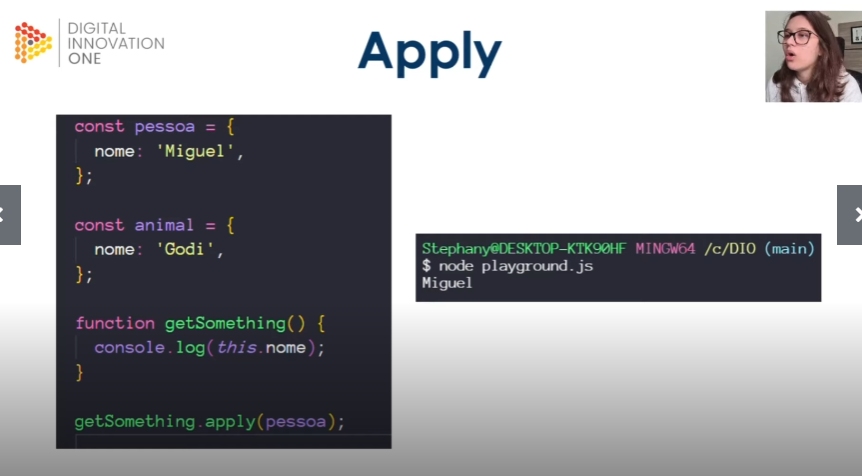 DIGITAL
INNOVATION
ONE
Apply
const pessoa = {
  nome: 'Miguel',
};
const animal = {
  nome: 'Godi',
};
function getSomething() {
  console.log(this.nome);
}
getSomething.apply(pessoa);
Stephany@DESKTOP-KTK90HF MINGW64 /c/DIO (main)
$ node playground.js
Miguel